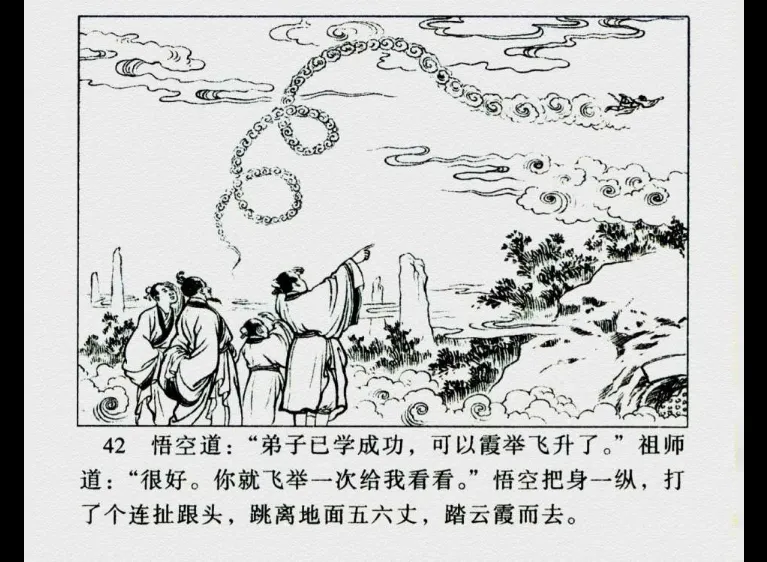 42 悟空道：“弟子已学成功，可以霞举飞升了。”祖师
道：“很好。你就飞举一次给我看看。”悟空把身一纵，打
了个连扯跟头，跳离地面五六丈，踏云霞而去。